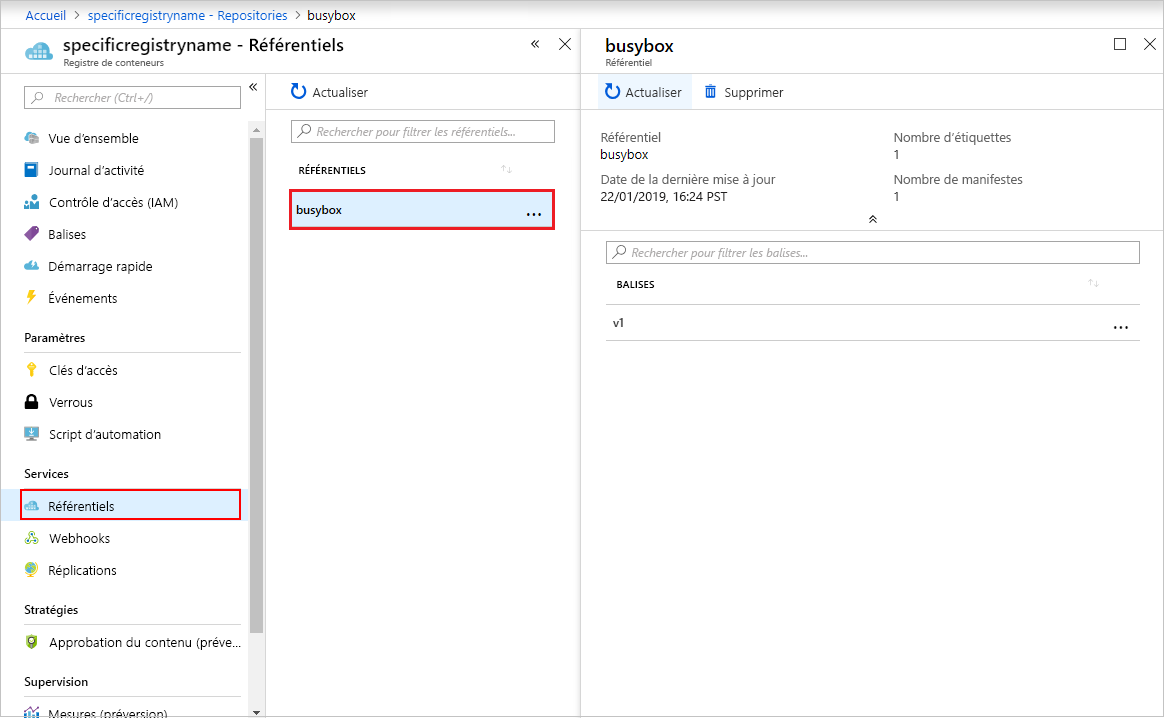 Accueil > specificregistryname - Repositories > busybox
specificregistryname - Référentiels
Registre de conteneurs
Rechercher (Ctrl+/)
Vue d'ensemble
Journal d'activité
Contrôle d'accès (IAM)
Balises
Démarrage rapide
Événements
Paramètres
Clés d'accès
Verrous
Script d'automation
Services
Référentiels
Webhooks
Réplications
Stratégies
Approbation du contenu (préve...
Supervision
Mesures (préversion)
Actualiser
Rechercher pour filtrer les référentiels...
RÉFÉRENTIELS
busybox
busybox
Référentiel
Actualiser
Supprimer
Référentiel
busybox
Nombre d'étiquettes
1
Date de la dernière mise à jour
22/01/2019, 16:24 PST
Nombre de manifestes
1
Rechercher pour filtrer les balises...
BALISES
v1